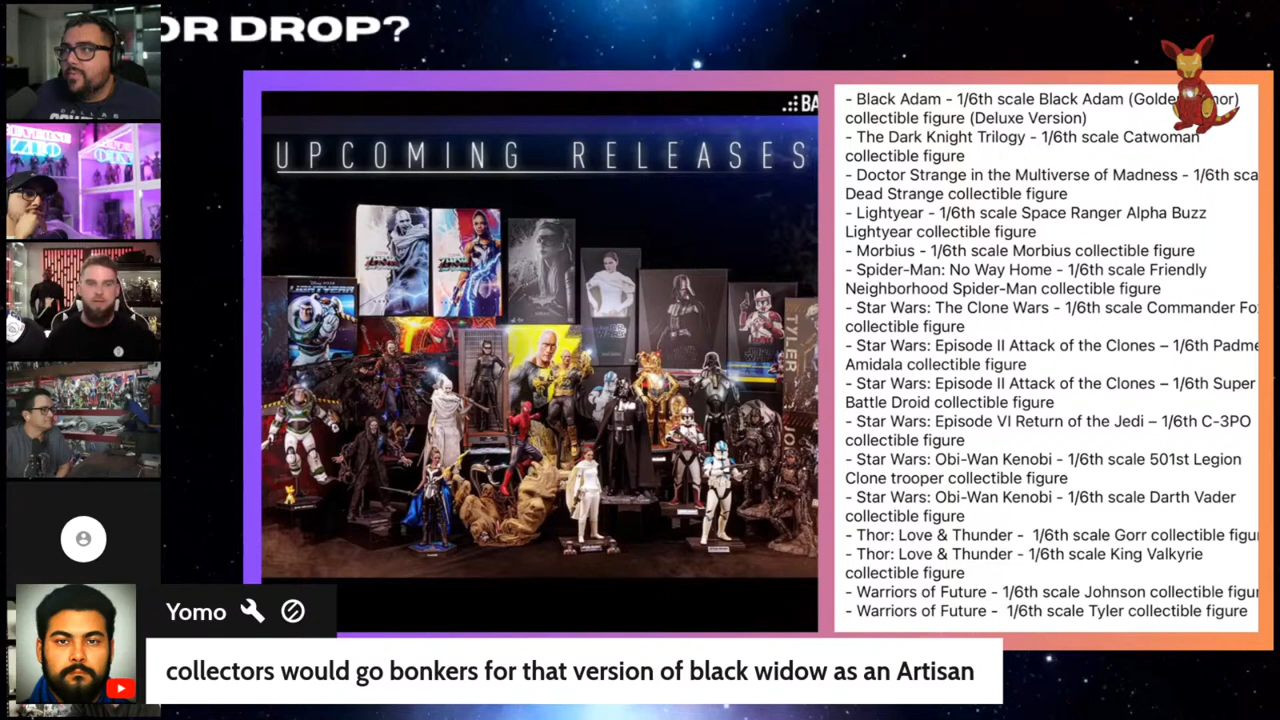 OR DROP?
UPCOMING RELEASES
- Black Adam - 1/6th scale Black Adam (Golde
collectible figure (Deluxe Version)
- The Dark Knight Trilogy - 1/6th scale Catwoman
collectible figure
- Doctor Strange in the Multiverse of Madness - 1/6th sca
Dead Strange collectible figure
- Lightyear - 1/6th scale Space Ranger Alpha Buzz
Lightyear collectible figure
- Morbius - 1/6th scale Morbius collectible figure
- Spider-Man: No Way Home - 1/6th scale Friendly
Neighborhood Spider-Man collectible figure
- Star Wars: The Clone Wars - 1/6th scale Commander Fo
collectible figure
- Star Wars: Episode II Attack of the Clones – 1/6th Padme
Amidala collectible figure
- Star Wars: Episode II Attack of the Clones – 1/6th Super
Battle Droid collectible figure
- Star Wars: Episode VI Return of the Jedi – 1/6th C-3PO
collectible figure
- Star Wars: Obi-Wan Kenobi - 1/6th scale 501st Legion
Clone trooper collectible figure
- Star Wars: Obi-Wan Kenobi - 1/6th scale Darth Vader
collectible figure
- Thor: Love & Thunder - 1/6th scale Gorr collectible figu
- Thor: Love & Thunder - 1/6th scale King Valkyrie
collectible figure
- Warriors of Future - 1/6th scale Johnson collectible figu
- Warriors of Future - 1/6th scale Tyler collectible figure
LIGHTYEAR
TYLER
Yomo
collectors would go bonkers for that version of black widow as an Artisan